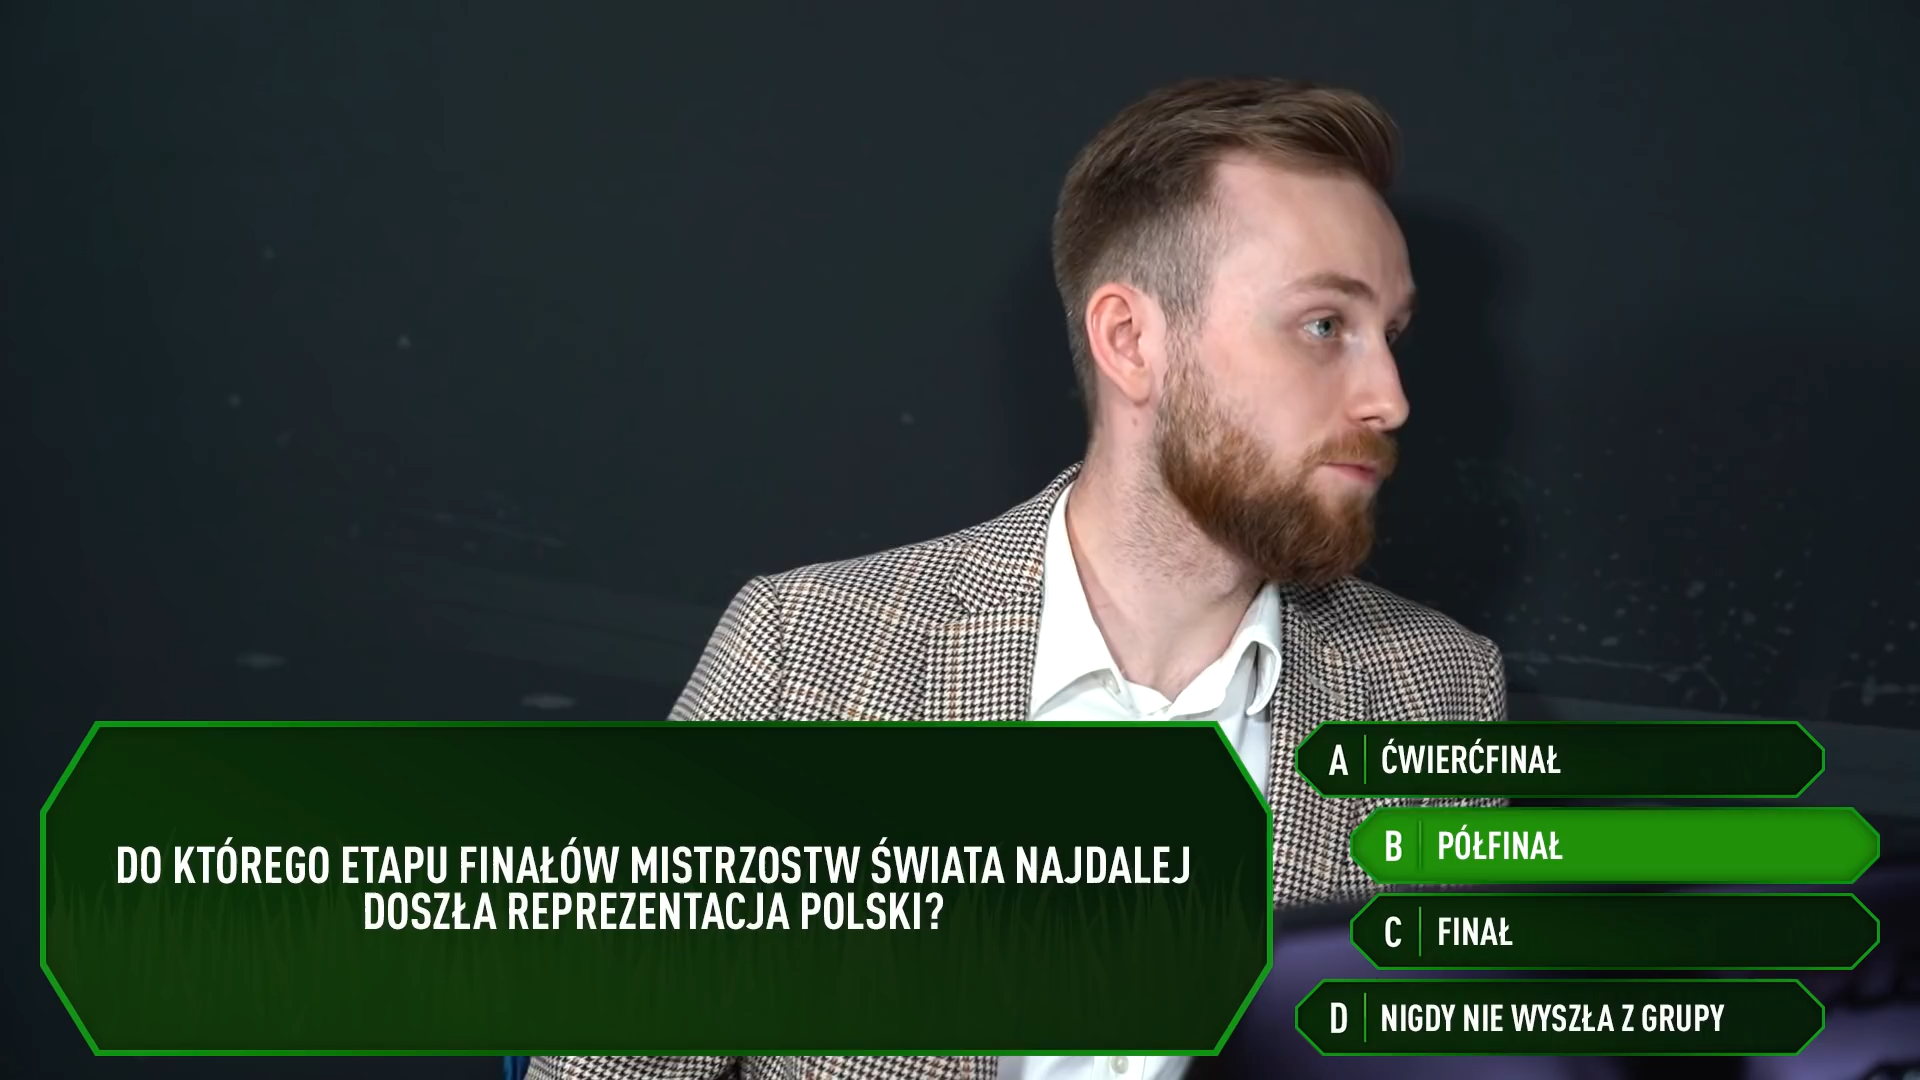 DO KTÓREGO ETAPU FINAŁÓW MISTRZOSTW ŚWIATA NAJDALEJ
DOSZŁA REPREZENTACJA POLSKI?
A ĆWIERĆFINAŁ
B PÓŁFINAŁ
C FINAŁ
D NIGDY NIE WYSZŁA Z GRUPY